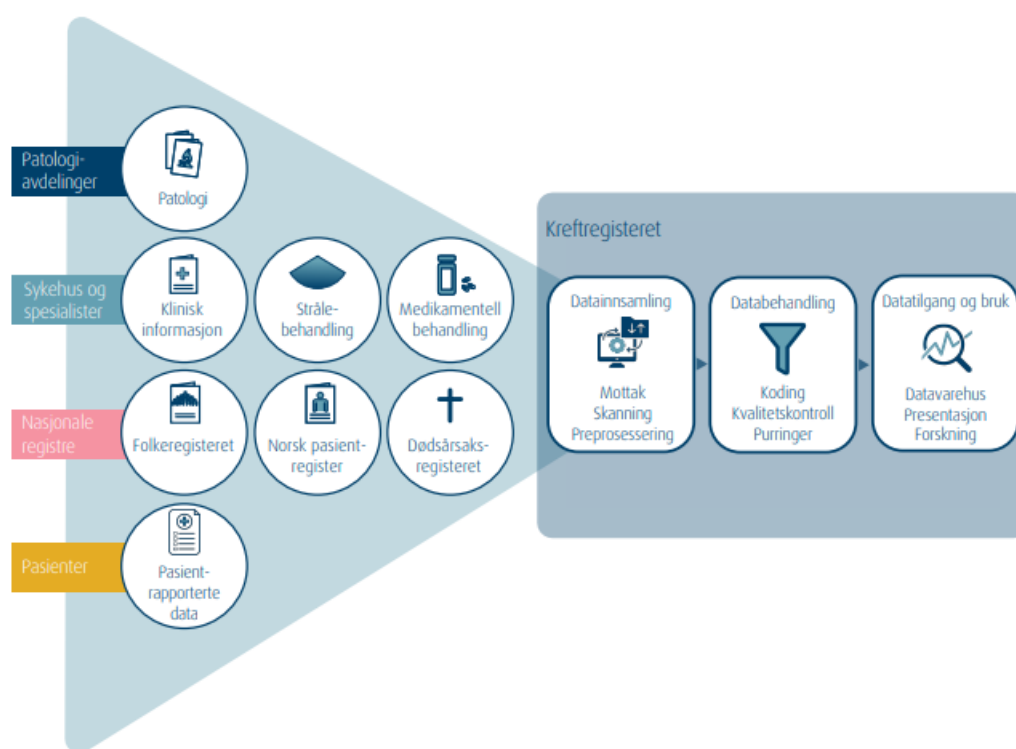 Patologi-
avdelinger
Patologi
Sykehus og
spesialister
Klinisk
informasjon
Stråle-
behandling
Medikamentell
behandling
Nasjonale
registre
Folkeregisteret
Norsk pasient-
register
Dødsårsaks-
registeret
Pasienter
Pasient-
rapporterte
data
Kreftregisteret
Datainnsamling
Mottak
Skanning
Preprosessering
Databehandling
Koding
Kvalitetskontroll
Purringer
Datatilgang og bruk
Datavarehus
Presentasjon
Forskning